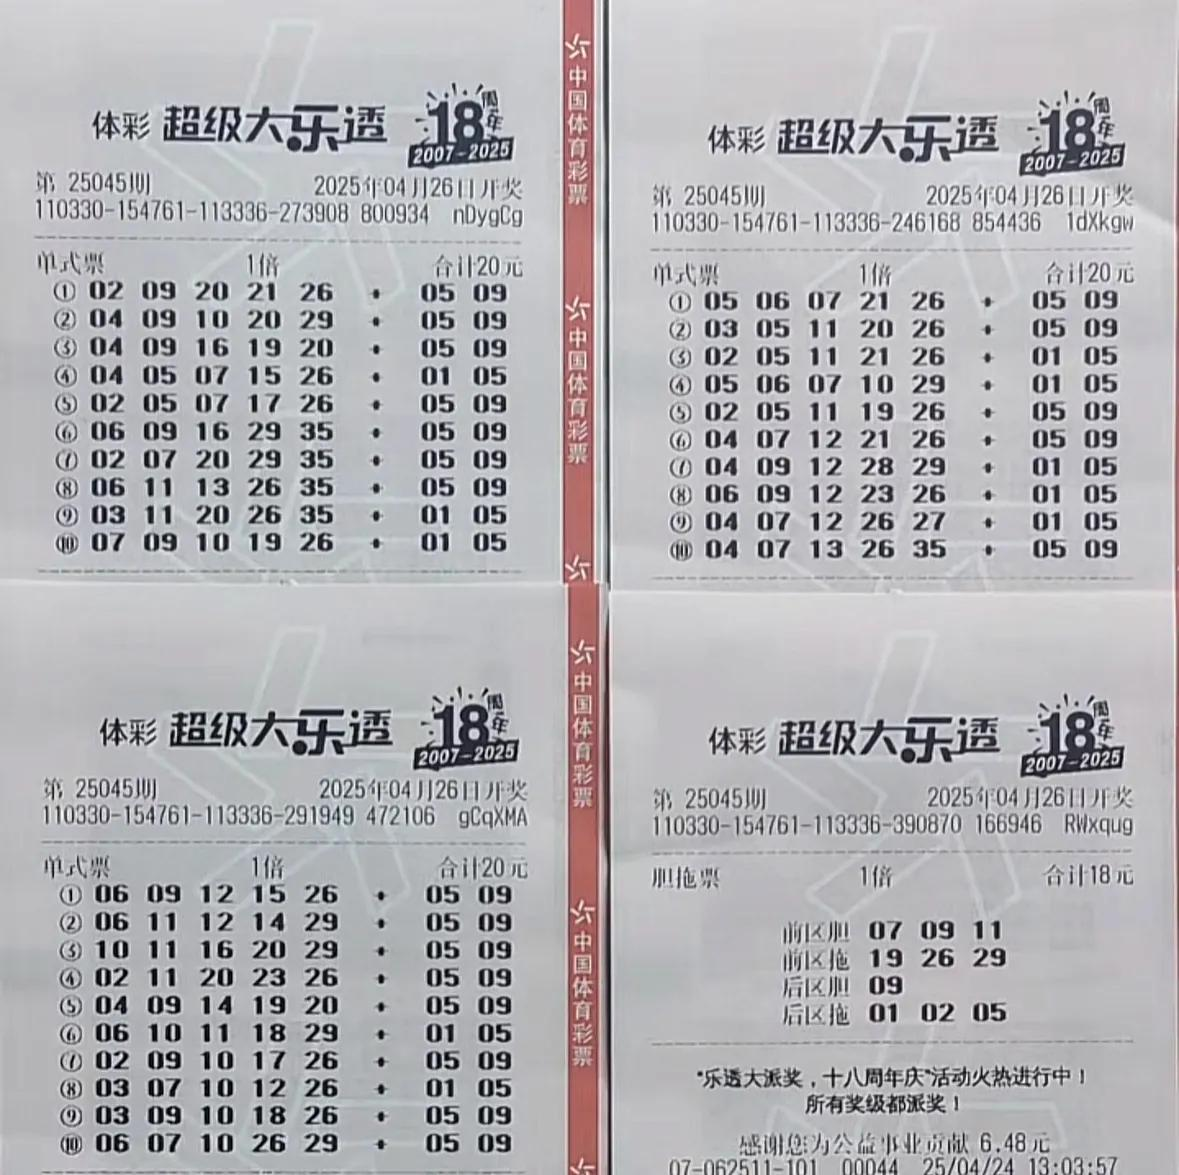 体彩 超级大乐透 18周年
2007-2025
第 25045期 2025年04月26日开奖
110330-154761-113336-273908 800934 nDygCg
单式票 1倍 合计20元
① 02 09 20 21 26 + 05 09
② 04 09 10 20 29 + 05 09
③ 04 09 16 19 20 + 05 09
④ 04 05 07 15 26 + 01 05
⑤ 02 05 07 17 26 + 05 09
⑥ 06 09 16 29 35 + 05 09
⑦ 02 07 20 29 35 + 05 09
⑧ 06 11 13 26 35 + 05 09
⑨ 03 11 20 26 35 + 01 05
⑩ 07 09 10 19 26 + 01 05
中国体育彩票
中国体育彩票
体彩 超级大乐透 18周年
2007-2025
第 25045期 2025年04月26日开奖
110330-154761-113336-246168 854436 1dXkgw
单式票 1倍 合计20元
① 05 06 07 21 26 + 05 09
② 03 05 11 20 26 + 05 09
③ 02 05 11 21 26 + 01 05
④ 05 06 07 10 29 + 01 05
⑤ 02 05 11 19 26 + 05 09
⑥ 04 07 12 21 26 + 05 09
⑦ 04 09 12 28 29 + 01 05
⑧ 06 09 12 23 26 + 01 05
⑨ 04 07 12 26 27 + 01 05
⑩ 04 07 13 26 35 + 05 09
体彩 超级大乐透 18周年
2007-2025
第 25045期 2025年04月26日开奖
110330-154761-113336-291949 472106 gCqXMA
单式票 1倍 合计20元
① 06 09 12 15 26 + 05 09
② 06 11 12 14 29 + 05 09
③ 10 11 16 20 29 + 05 09
④ 02 11 20 23 26 + 05 09
⑤ 04 09 14 19 20 + 05 09
⑥ 06 10 11 18 29 + 01 05
⑦ 02 09 10 17 26 + 05 09
⑧ 03 07 10 12 26 + 01 05
⑨ 03 09 10 18 26 + 05 09
⑩ 06 07 10 26 29 + 05 09
中国体育彩票
中国体育彩票
体彩 超级大乐透 18周年
2007-2025
第 25045期 2025年04月26日开奖
110330-154761-113336-390870 166946 RWxqug
胆拖票 1倍 合计18元
前区胆 07 09 11
前区拖 19 26 29
后区胆 09
后区拖 01 02 05
“乐透大派奖，十八周年庆”活动火热进行中！
所有奖级都派奖！
感谢您为公益事业贡献 6.48元
07-062511-101 00044 25/04/24 13:03:57